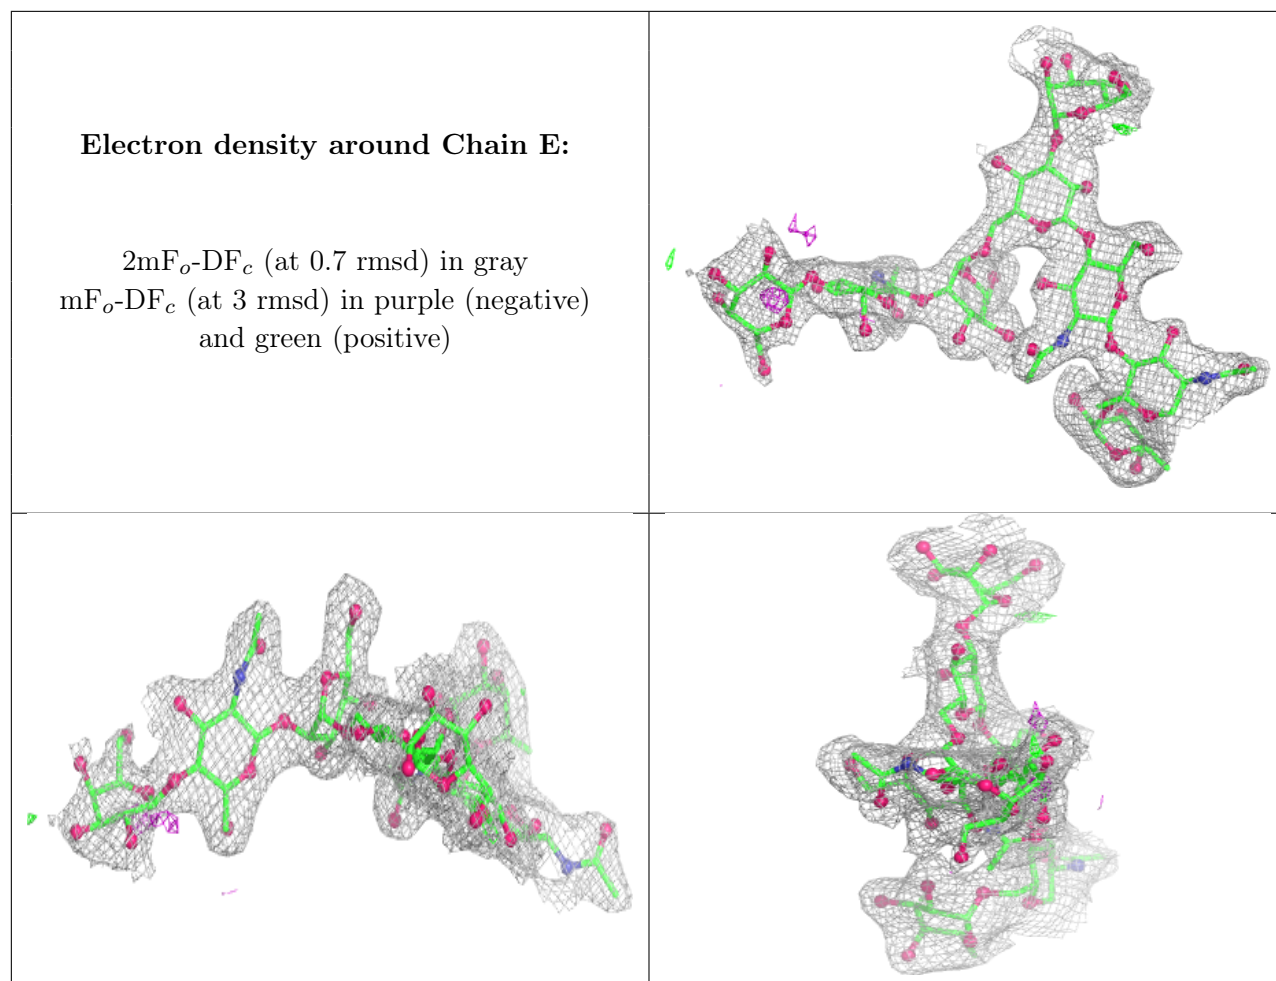 Electron density around Chain E:
2mFo-DFc (at 0.7 rmsd) in gray
mFo-DFc (at 3 rmsd) in purple (negative)
and green (positive)